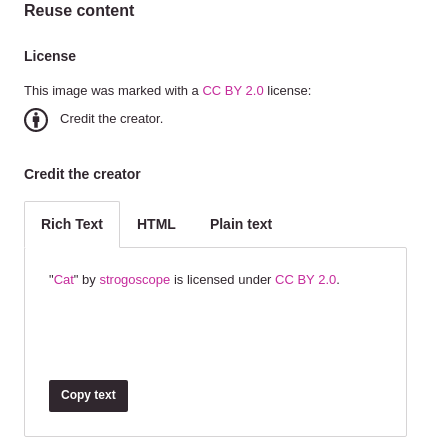 Reuse content
License
This image was marked with a CC BY 2.0 license:
Credit the creator.
Credit the creator
Rich Text HTML Plain text
"Cat" by strogoscope is licensed under CC BY 2.0.
Copy text